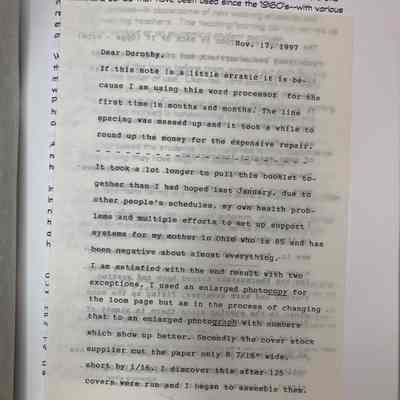 have been used since the 1980's--with various
Nov. 17, 1997
Dear Dorothy,
If this note is a little erratic it is be-
cause I am using this word processor for the
first time in months and months. The line
spacing was messed up and it took a while to
round up the money for the expensive repair.
- - - - - - - - - - - - - - - - - - - - - -
It took a lot longer to pull this booklet to-
gether than I had hoped last January, due to
other people's schedules, my own health prob-
lems and multiple efforts to set up support
systems for my mother in Ohio who is 85 and has
been negative about almost everything.
I am satisfied with the end result with two
exceptions. I used an enlarged photocopy for
the loom page but am in the process of changing
that to an enlarged photograph with numbers
which show up better. Secondly the cover stock
supplier cut the paper only 8 7/16" wide,
short by 1/16. I discover this after 125
covers were run and I began to assemble them.